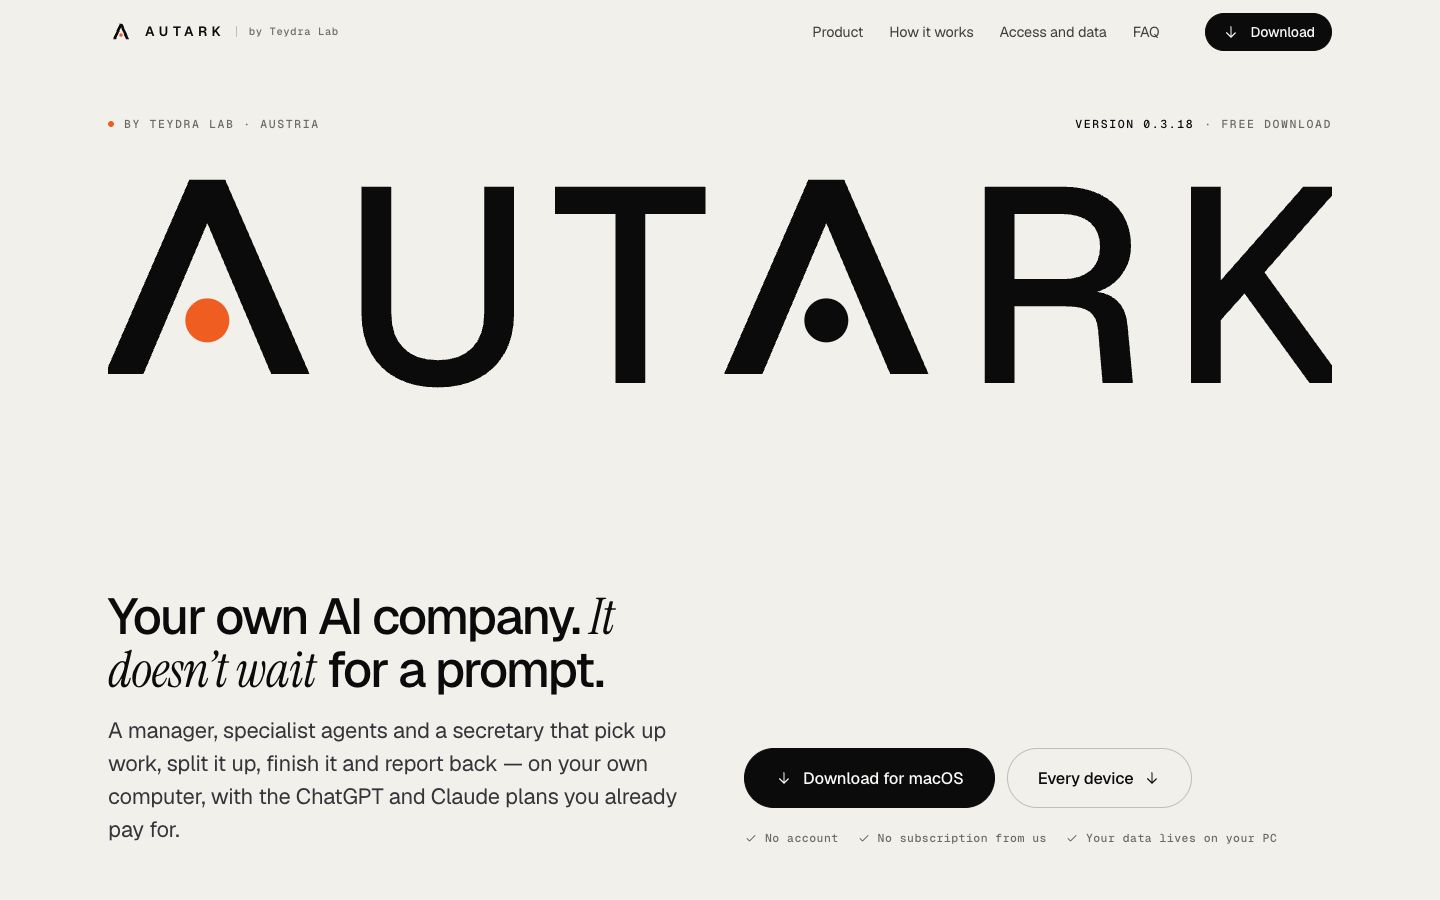 AUTARK
by Teydra Lab
Product
How it works
Access and data
FAQ
Download
BY TEYDRA LAB · AUSTRIA
VERSION 0.3.18 · FREE DOWNLOAD
AUTARK
Your own AI company. It
doesn’t wait for a prompt.
A manager, specialist agents and a secretary that pick up
work, split it up, finish it and report back — on your own
computer, with the ChatGPT and Claude plans you already
pay for.
Download for macOS
Every device
No account
No subscription from us
Your data lives on your PC